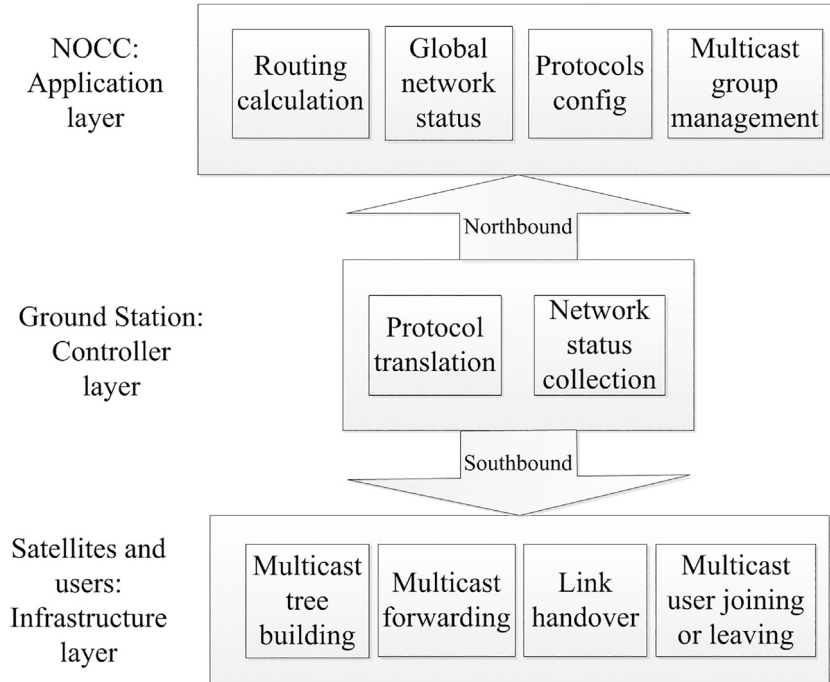 NOCC:
Application
layer
Routing
calculation
Global
network
status
Protocols
config
Multicast
group
management
Northbound
Ground Station:
Controller
layer
Protocol
translation
Network
status
collection
Southbound
Satellites and
users:
Infrastructure
layer
Multicast
tree
building
Multicast
forwarding
Link
handover
Multicast
user joining
or leaving